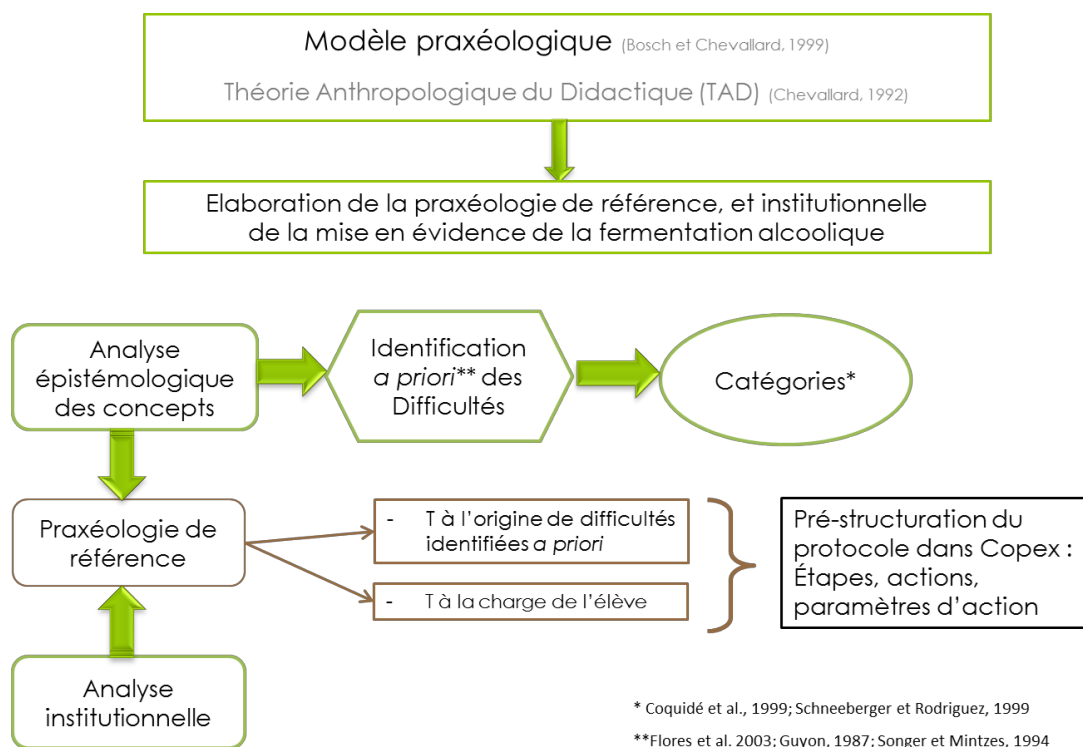 Modèle praxéologique (Bosch et Chevallard, 1999)
Théorie Anthropologique du Didactique (TAD) (Chevallard, 1992)
Elaboration de la praxéologie de référence, et institutionnelle
de la mise en évidence de la fermentation alcoolique
Analyse
épistémologique
des concepts
Identification
a priori** des
Difficultés
Catégories*
Praxéologie de
référence
- T à l'origine de difficultés
identifiées a priori
- T à la charge de l'élève
Pré-structuration du
protocole dans Copex :
Étapes, actions,
paramètres d'action
Analyse
institutionnelle
* Coquidé et al., 1999; Schneeberger et Rodriguez, 1999
**Flores et al. 2003; Guyon, 1987; Songer et Mintzes, 1994